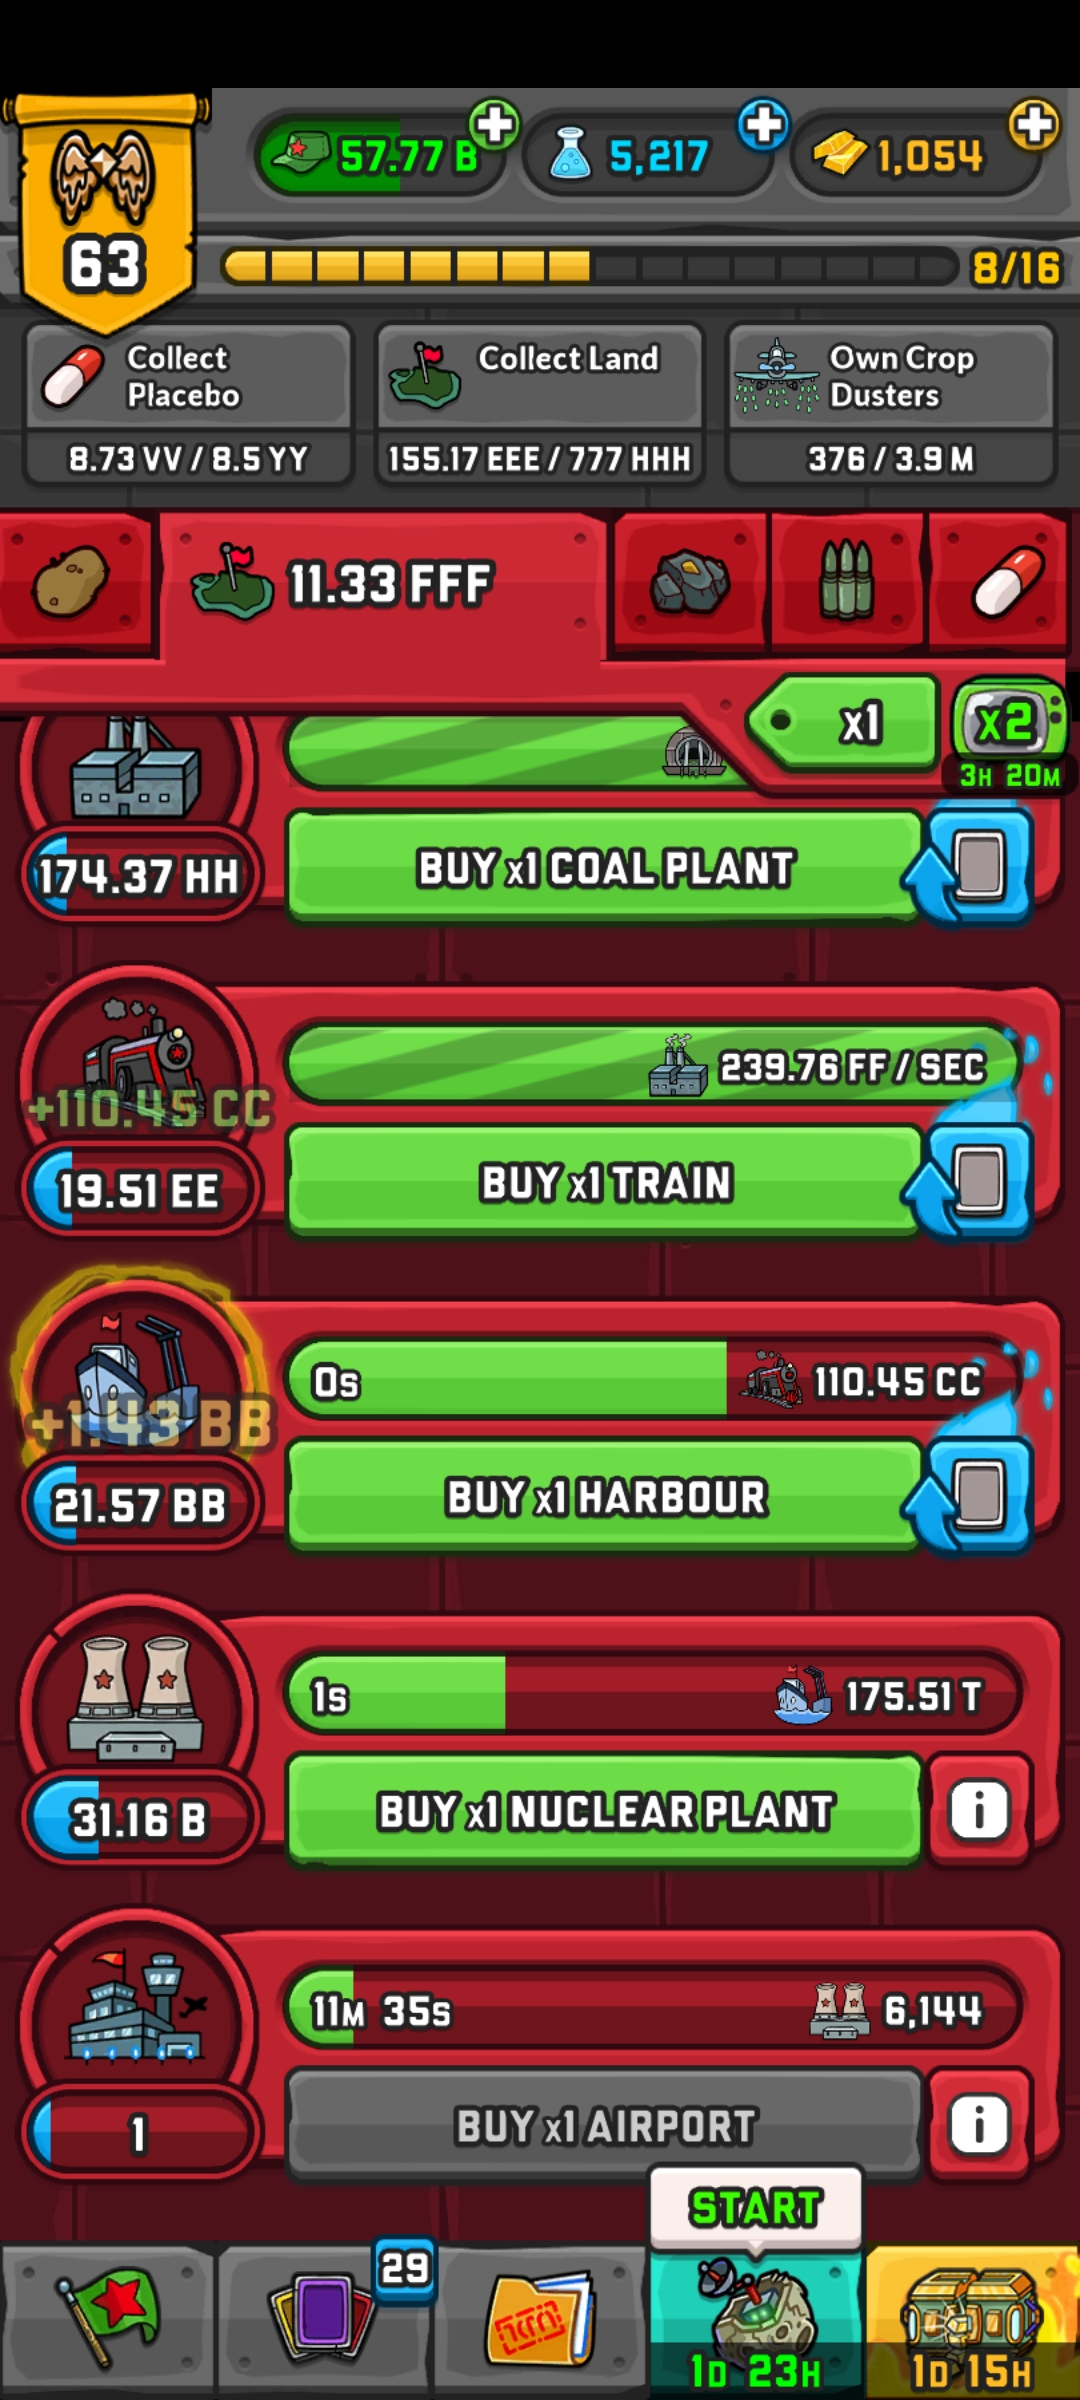 57.77 B
5,217
1,054
63
8/16
Collect
Placebo
8.73 VV / 8.5 YY
Collect Land
155.17 EEE / 777 HHH
Own Crop
Dusters
376 / 3.9 M
11.33 FFF
x1
x2
3H 20M
174.37 HH
BUY x1 COAL PLANT
239.76 FF / SEC
+110.45 CC
19.51 EE
BUY x1 TRAIN
0s
110.45 CC
+1.43 BB
21.57 BB
BUY x1 HARBOUR
1s
175.51 T
31.16 B
BUY x1 NUCLEAR PLANT
i
11M 35s
6,144
1
BUY x1 AIRPORT
i
START
29
1D 23H
1D 15H